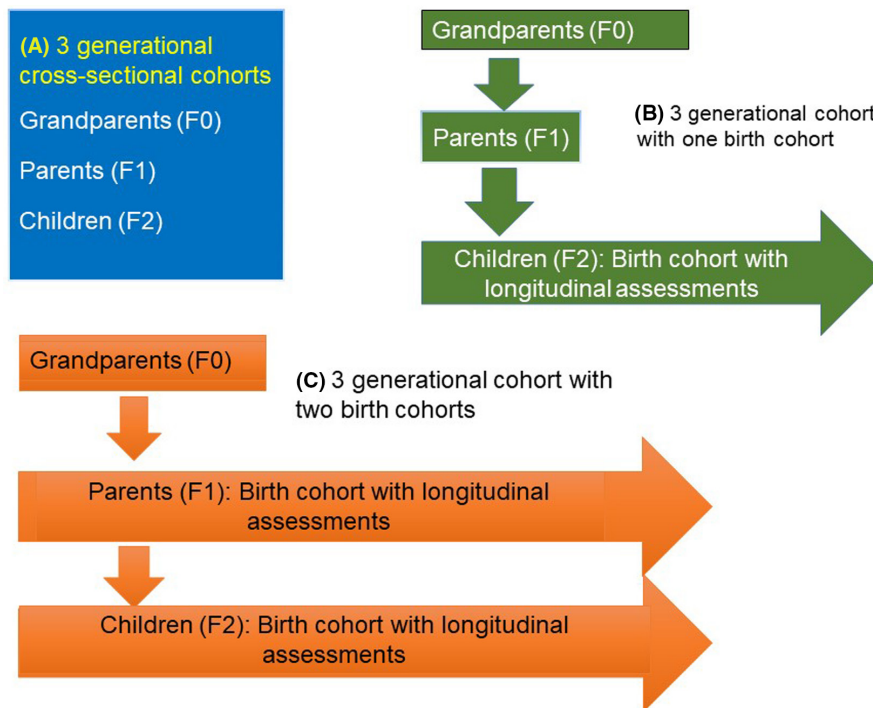 (A) 3 generational
cross-sectional cohorts
Grandparents (F0)
Parents (F1)
Children (F2)
Grandparents (F0)
Parents (F1)
(B) 3 generational cohort
with one birth cohort
Children (F2): Birth cohort with
longitudinal assessments
Grandparents (F0)
(C) 3 generational cohort with
two birth cohorts
Parents (F1): Birth cohort with longitudinal
assessments
Children (F2): Birth cohort with longitudinal
assessments